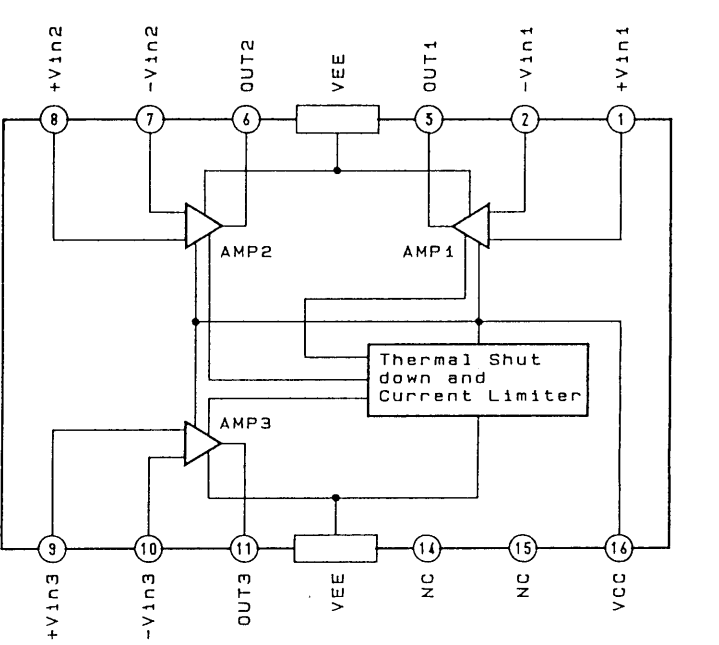 +Vin2
-Vin2
OUT2
VEE
OUT1
-Vin1
+Vin1
8
7
6
3
2
1
AMP2
AMP1
Thermal Shut
down and
Current Limiter
AMP3
9
10
11
14
15
16
+Vin3
-Vin3
OUT3
VEE
NC
NC
VCC